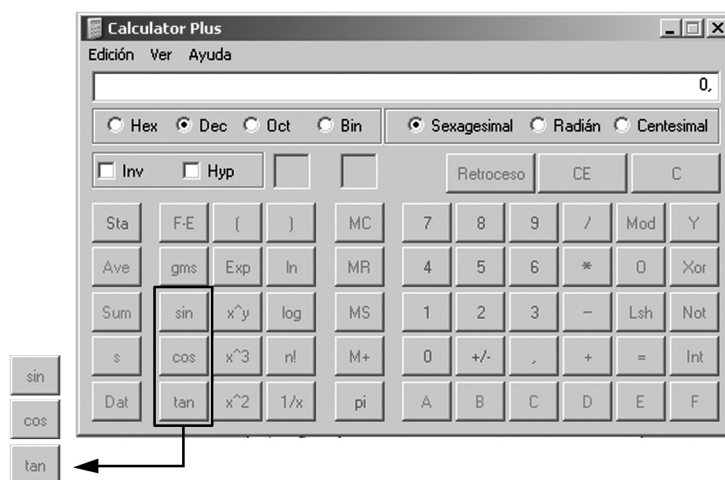 Calculator Plus
Edición Ver Ayuda
0,
Hex Dec Oct Bin Sexagesimal Radián Centesimal
Inv Hyp Retroceso CE C
Sta F-E ( ) MC 7 8 9 / Mod Y
Ave gms Exp ln MR 4 5 6 * O Xor
Sum sin x^y log MS 1 2 3 - Lsh Not
s cos x^3 n! M+ 0 +/- , + = Int
Dat tan x^2 1/x pi A B C D E F
sin
cos
tan